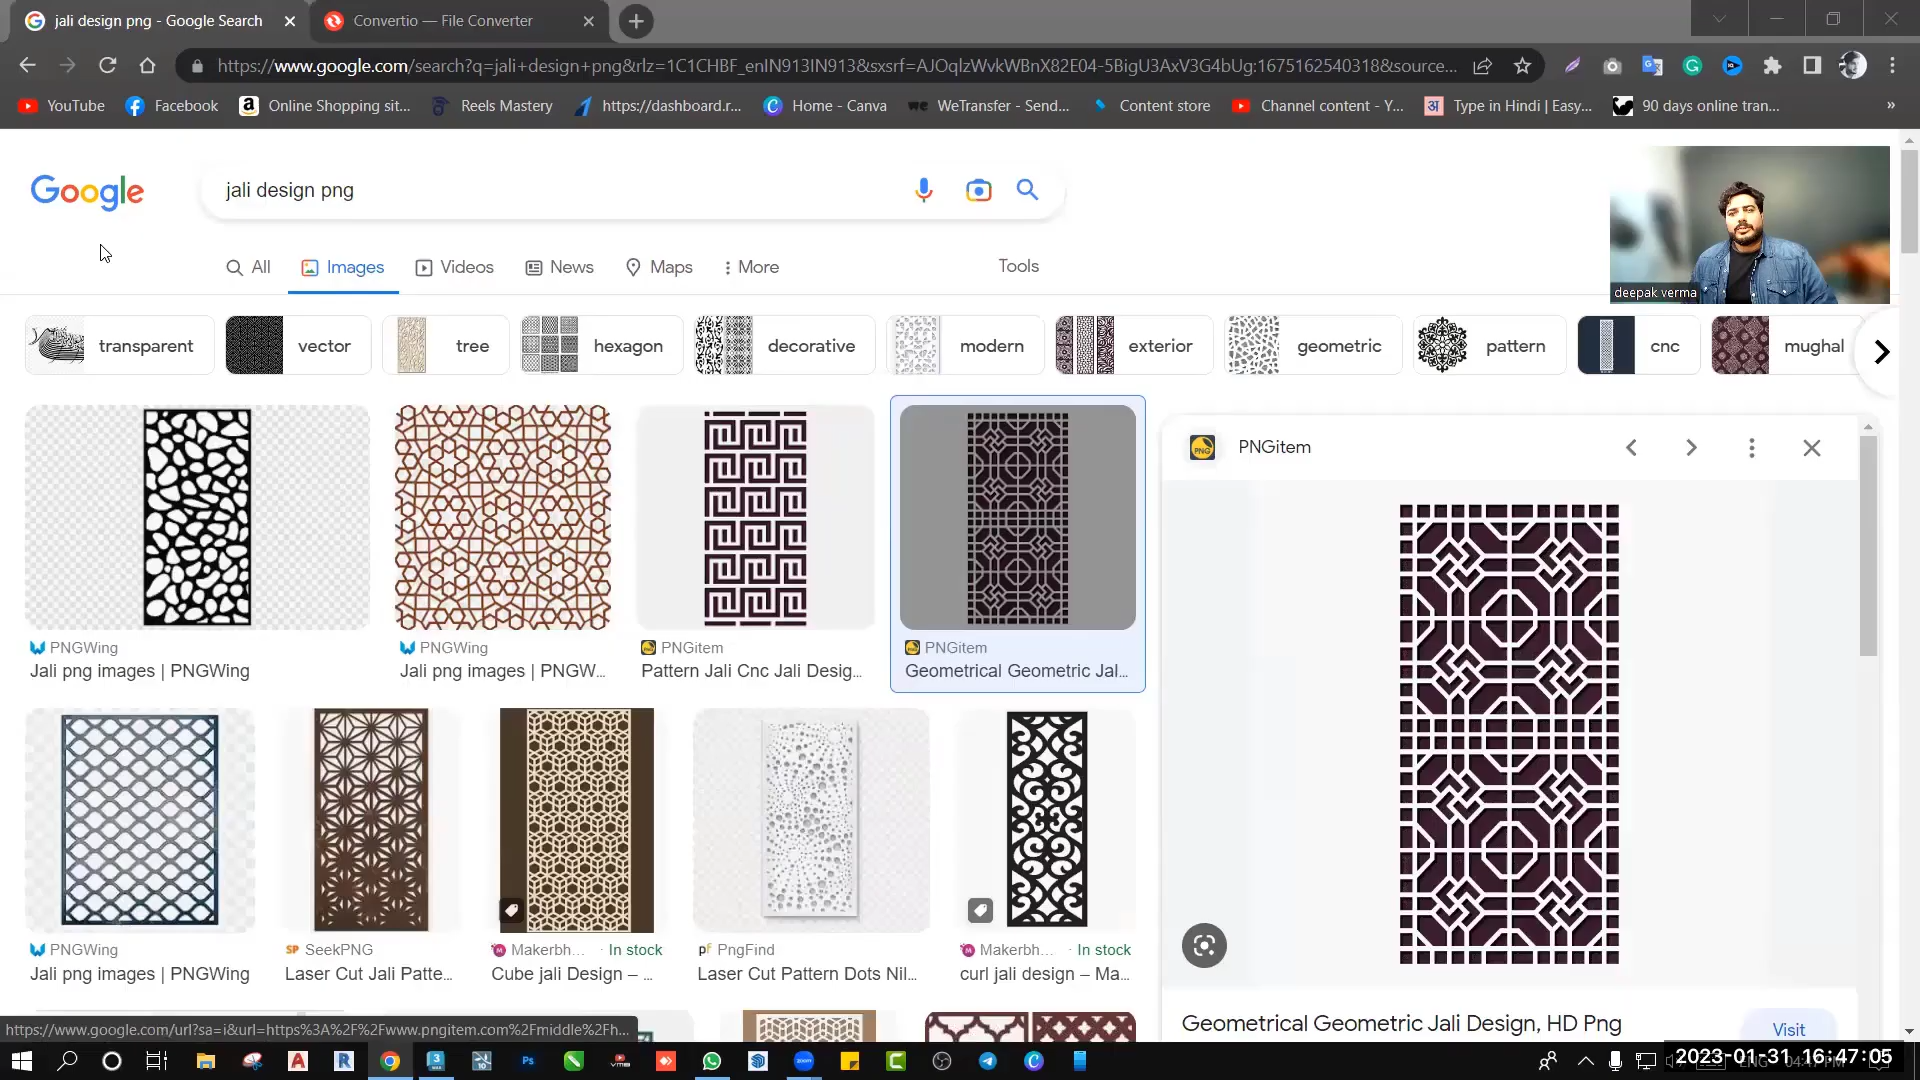 jali design png - Google Search
Convertio — File Converter
https://www.google.com/search?q=jali+design+png&rlz=1C1CHBF_enIN913IN913&sxsrf=AJOqlzWvkWBnX82E04-5BigU3AxV3G4bUg:1675162540318&source...
YouTube
Facebook
Online Shopping sit...
Reels Mastery
https://dashboard.r...
Home - Canva
WeTransfer - Send...
Content store
Channel content - Y...
Type in Hindi | Easy...
90 days online tran...
»
Google
jali design png
All
Images
Videos
News
Maps
More
Tools
deepak verma
transparent
vector
tree
hexagon
decorative
modern
exterior
geometric
pattern
cnc
mughal
PNGitem
PNGWing
Jali png images | PNGWing
PNGWing
Jali png images | PNGW...
PNGitem
Pattern Jali Cnc Jali Desig...
PNGitem
Geometrical Geometric Jal...
PNGWing
Jali png images | PNGWing
SeekPNG
Laser Cut Jali Patte...
Makerbh... · In stock
Cube jali Design – ...
PngFind
Laser Cut Pattern Dots Nil...
Makerbh... · In stock
curl jali design – Ma...
Geometrical Geometric Jali Design, HD Png
Visit
https://www.google.com/url?sa=i&url=https%3A%2F%2Fwww.pngitem.com%2Fmiddle%2Fh...
2023-01-31 16:47:05